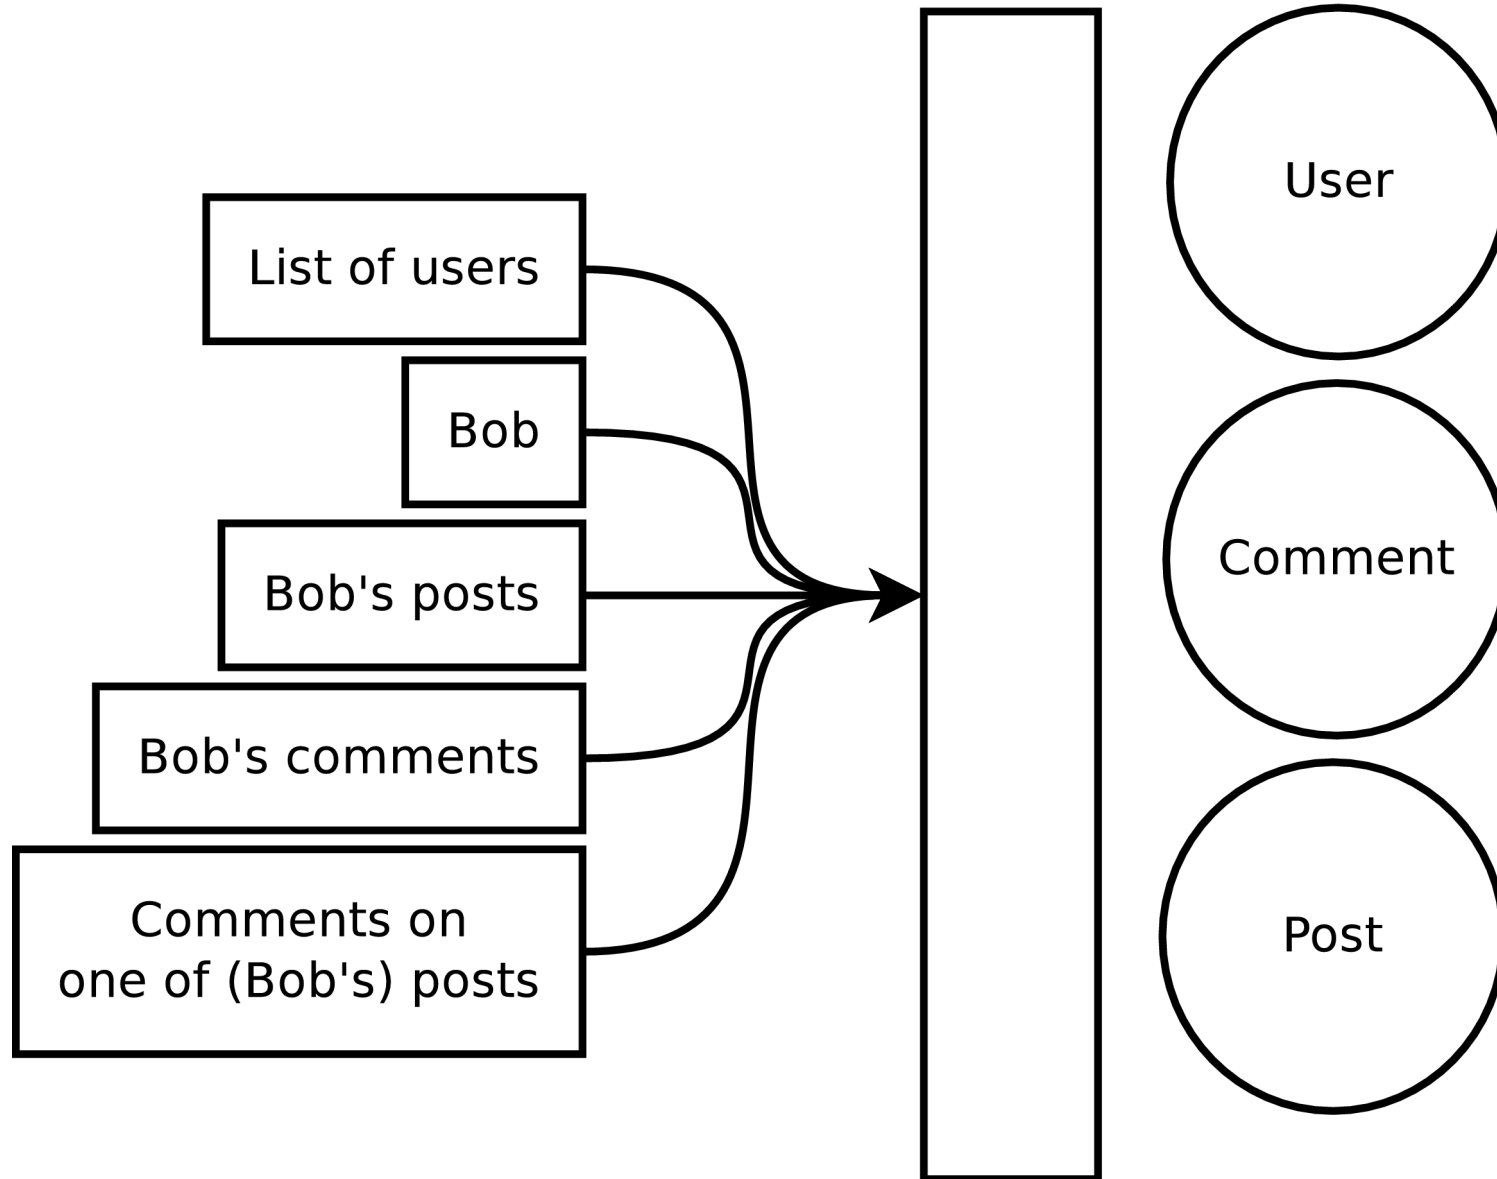 List of users
Bob
Bob's posts
Bob's comments
Comments on
one of (Bob's) posts
User
Comment
Post